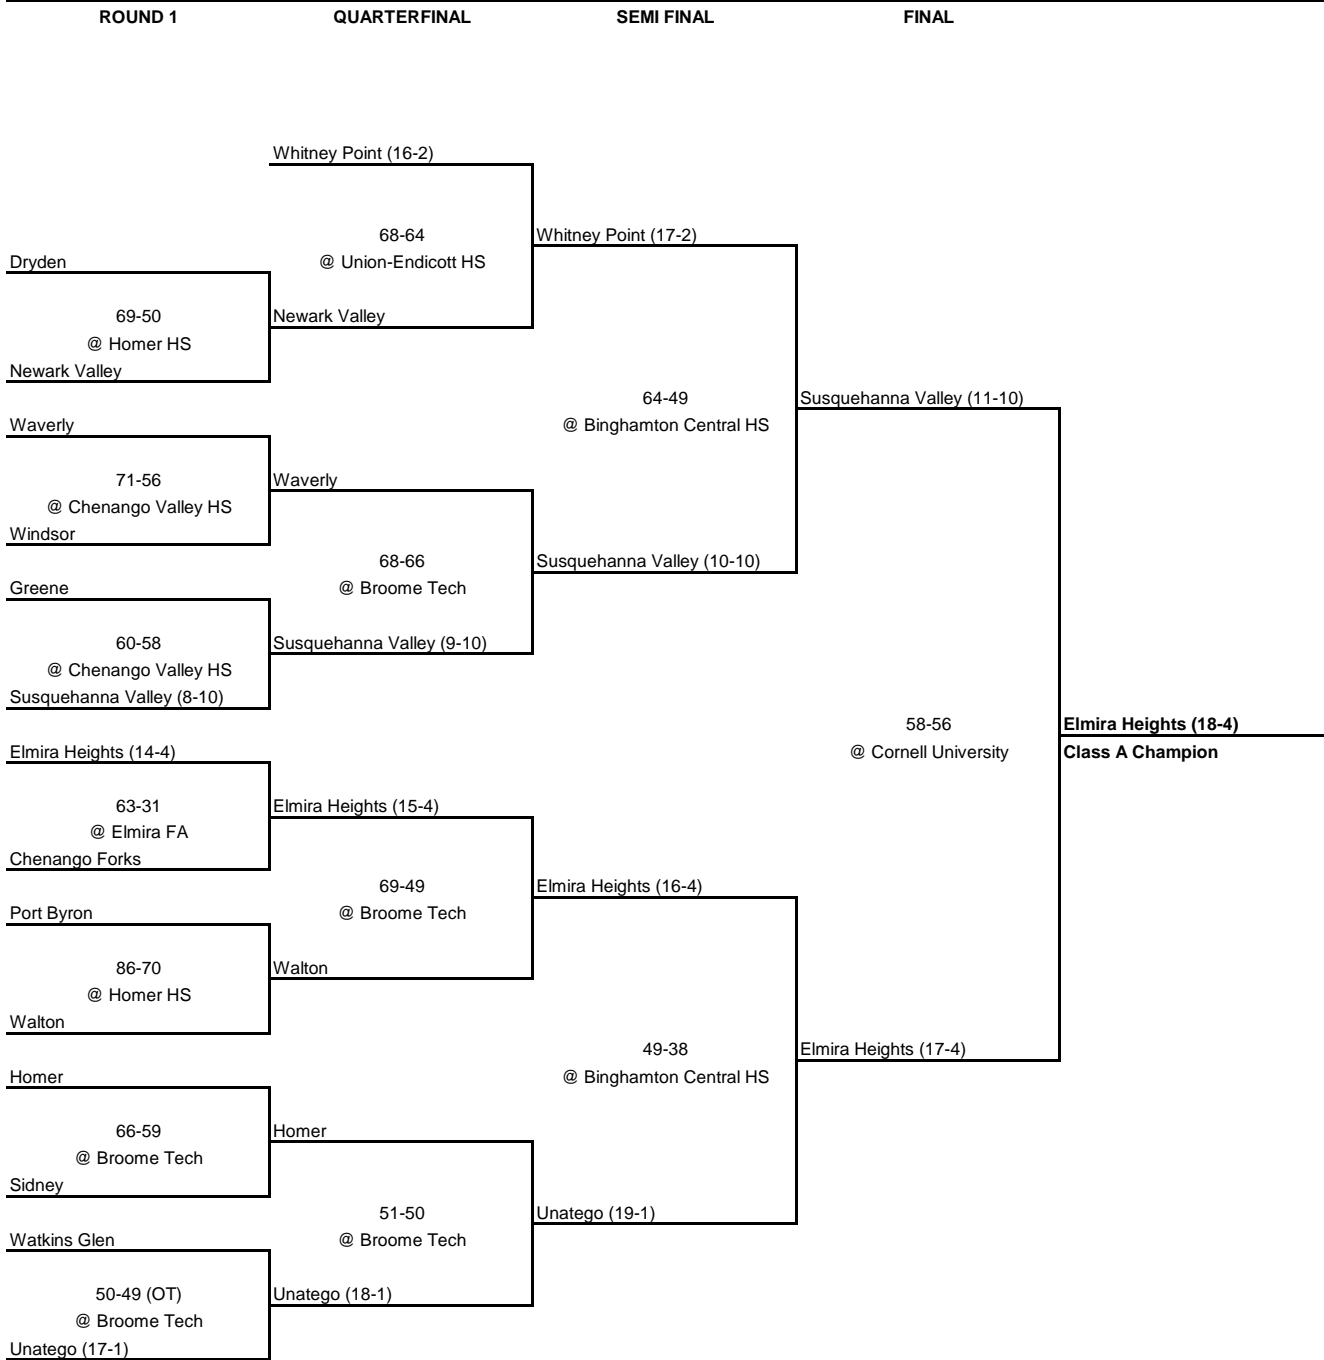 ROUND 1 QUARTERFINAL SEMI FINAL FINAL
Whitney Point (16-2)
68-64 Whitney Point (17-2)
Dryden @ Union-Endicott HS
69-50 Newark Valley
@ Homer HS
Newark Valley
64-49 Susquehanna Valley (11-10)
Waverly @ Binghamton Central HS
71-56 Waverly
@ Chenango Valley HS
Windsor
68-66 Susquehanna Valley (10-10)
Greene @ Broome Tech
60-58 Susquehanna Valley (9-10)
@ Chenango Valley HS
Susquehanna Valley (8-10)
58-56 Elmira Heights (18-4)
Elmira Heights (14-4) @ Cornell University Class A Champion
63-31 Elmira Heights (15-4)
@ Elmira FA
Chenango Forks
69-49 Elmira Heights (16-4)
Port Byron @ Broome Tech
86-70 Walton
@ Homer HS
Walton
49-38 Elmira Heights (17-4)
Homer @ Binghamton Central HS
66-59 Homer
@ Broome Tech
Sidney
51-50 Unatego (19-1)
Watkins Glen @ Broome Tech
50-49 (OT) Unatego (18-1)
@ Broome Tech
Unatego (17-1)